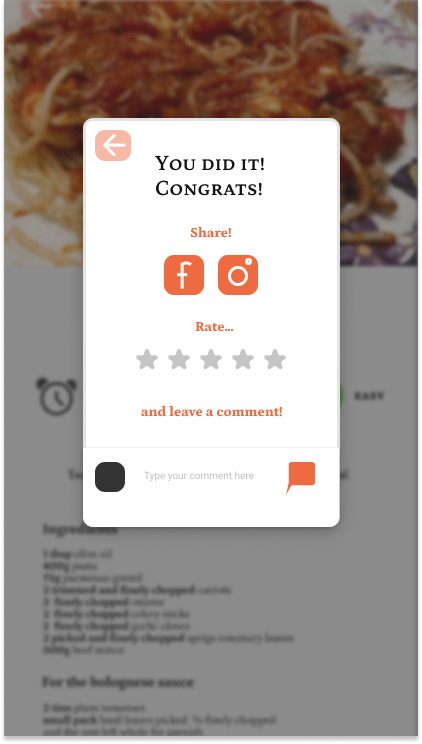 You did it!
Congrats!
Share!
Rate...
and leave a comment!
EASY
Type your comment here
Ingredients
1 tbsp olive oil
400g pasta
75g parmesan grated
2 trimmed and finely chopped carrots
2 finely chopped onions
2 finely chopped celery sticks
2 finely chopped garlic cloves
2 picked and finely chopped sprigs rosemary leaves
500g beef mince
For the bolognese sauce
2 tins plum tomatoes
small pack basil leaves picked ¾ finely chopped
and the rest left whole for garnish